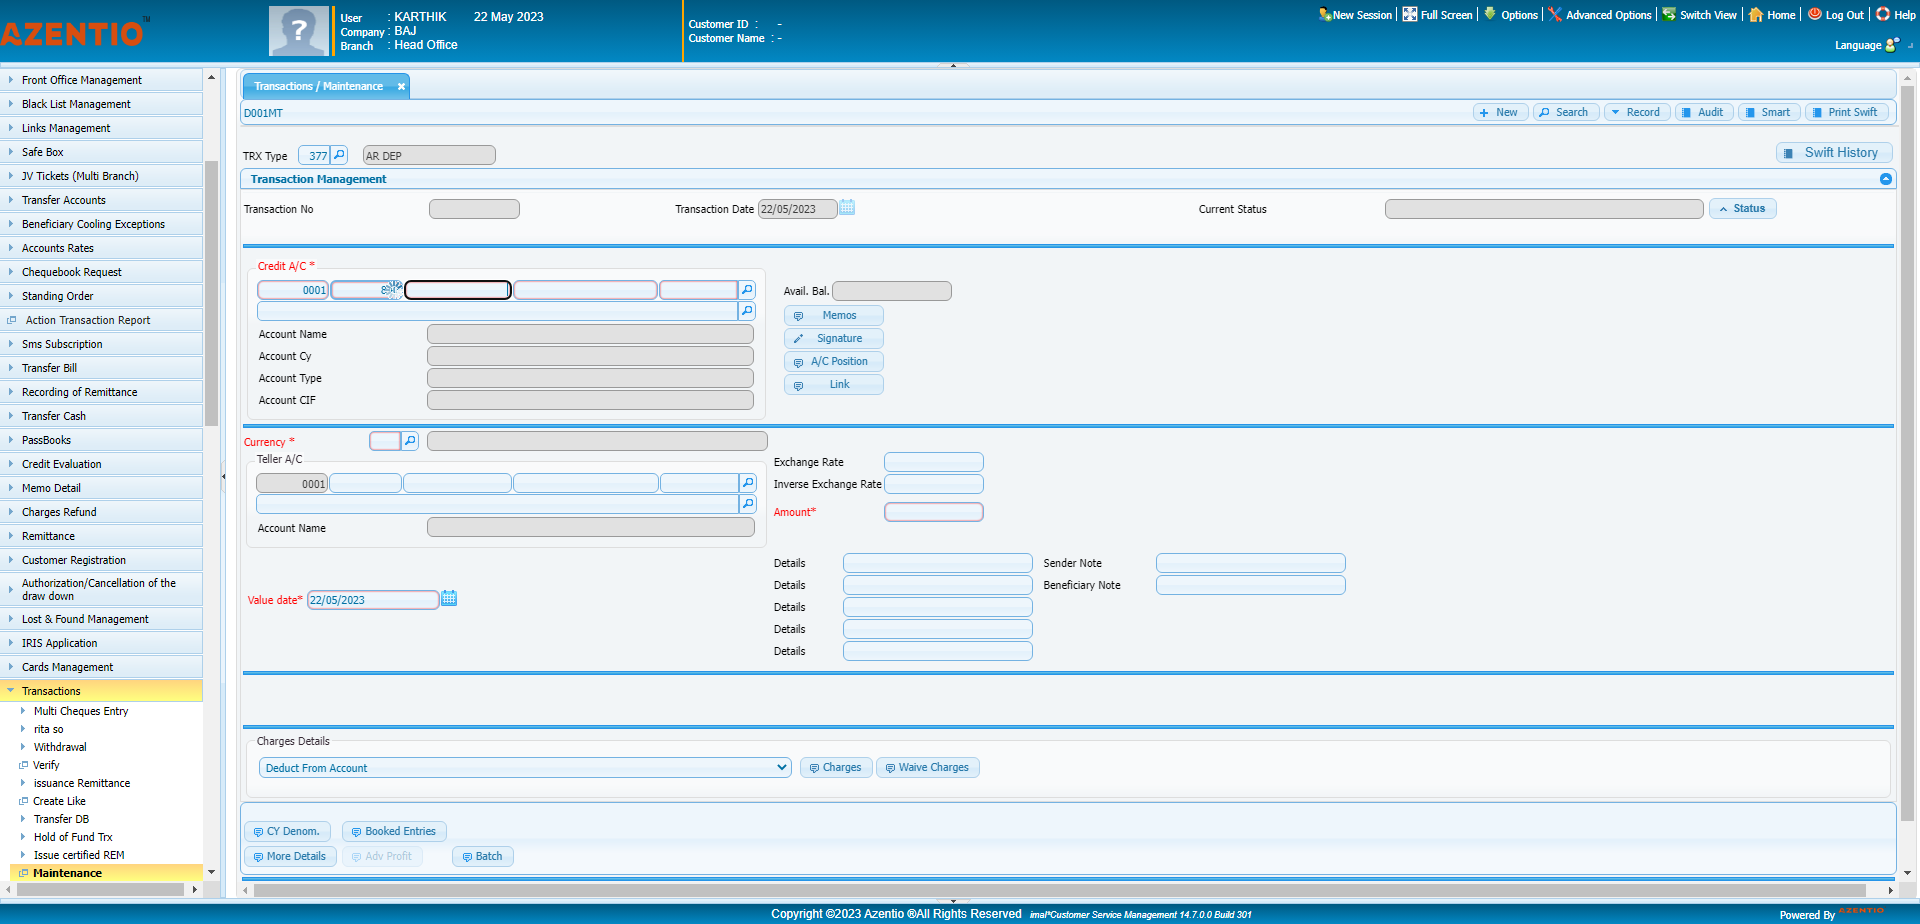 AZENTIO™
User : KARTHIK 22 May 2023
Company : BAJ
Branch : Head Office
Customer ID : -
Customer Name : -
New Session | Full Screen | Options | Advanced Options | Switch View | Home | Log Out | Help
Language
Front Office Management
Black List Management
Links Management
Safe Box
JV Tickets (Multi Branch)
Transfer Accounts
Beneficiary Cooling Exceptions
Accounts Rates
Chequebook Request
Standing Order
Action Transaction Report
Sms Subscription
Transfer Bill
Recording of Remittance
Transfer Cash
PassBooks
Credit Evaluation
Memo Detail
Charges Refund
Remittance
Customer Registration
Authorization/Cancellation of the
draw down
Lost & Found Management
IRIS Application
Cards Management
Transactions
Multi Cheques Entry
rita so
Withdrawal
Verify
issuance Remittance
Create Like
Transfer DB
Hold of Fund Trx
Issue certified REM
Maintenance
Transactions / Maintenance
D001MT
New Search Record Audit Smart Print Swift
TRX Type 377 AR DEP
Swift History
Transaction Management
Transaction No
Transaction Date 22/05/2023
Current Status
Status
Credit A/C *
0001
Account Name
Account Cy
Account Type
Account CIF
Avail. Bal.
Memos
Signature
A/C Position
Link
Currency *
Teller A/C
0001
Account Name
Exchange Rate
Inverse Exchange Rate
Amount*
Value date* 22/05/2023
Details
Details
Details
Details
Details
Sender Note
Beneficiary Note
Charges Details
Deduct From Account
Charges
Waive Charges
CY Denom. Booked Entries
More Details Adv Profit Batch
Copyright ©2023 Azentio ®All Rights Reserved imal*Customer Service Management 14.7.0.0 Build 301
Powered By AZENTIO